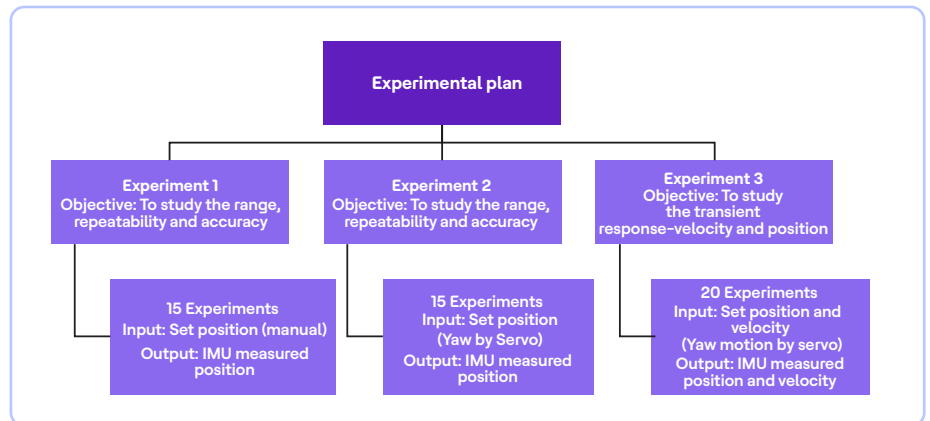 Experimental plan
Experiment 1
Objective: To study the range,
repeatability and accuracy
Experiment 2
Objective: To study the range,
repeatability and accuracy
Experiment 3
Objective: To study
the transient
response-velocity and position
15 Experiments
Input: Set position (manual)
Output: IMU measured
position
15 Experiments
Input: Set position
(Yaw by Servo)
Output: IMU measured
position
20 Experiments
Input: Set position and
velocity
(Yaw motion by servo)
Output: IMU measured
position and velocity